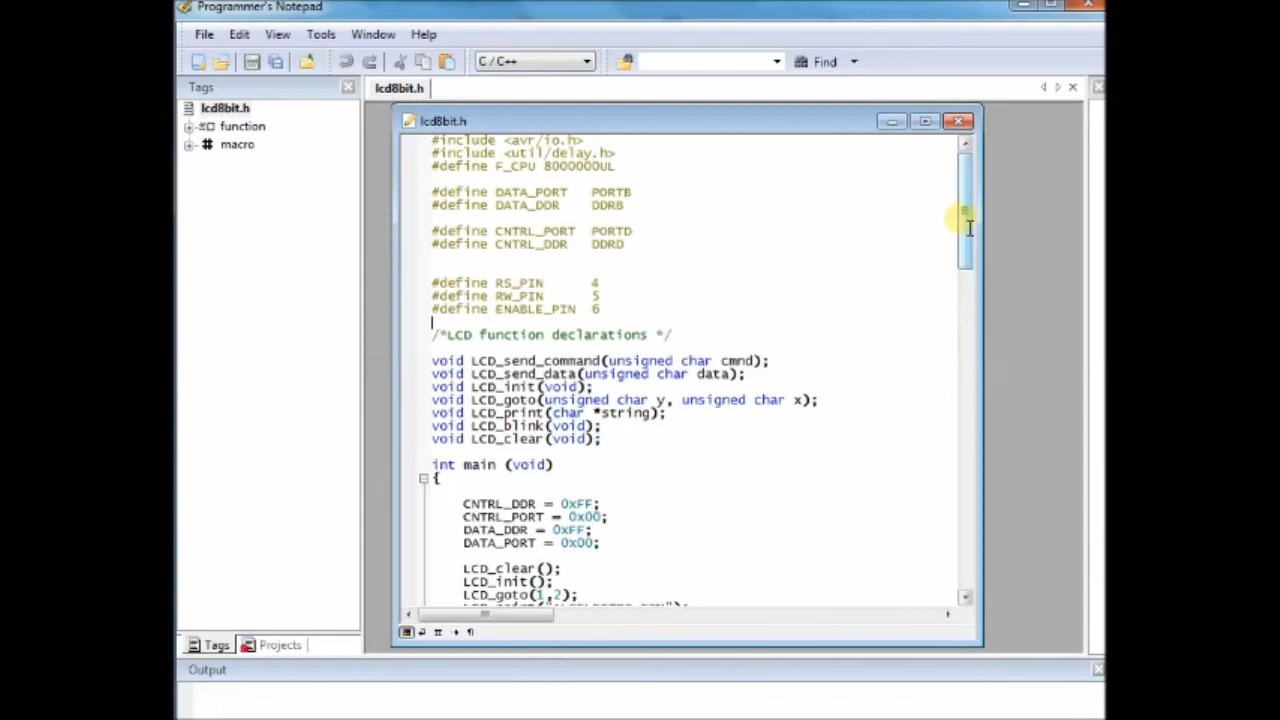 Programmer's Notepad
File Edit View Tools Window Help
C / C++ Find
Tags
lcd8bit.h
function
macro
lcd8bit.h
lcd8bit.h
#include <avr/io.h>
#include <util/delay.h>
#define F_CPU 8000000UL
#define DATA_PORT PORTB
#define DATA_DDR DDRB
#define CNTRL_PORT PORTD
#define CNTRL_DDR DDRD
#define RS_PIN 4
#define RW_PIN 5
#define ENABLE_PIN 6
/*LCD function declarations */
void LCD_send_command(unsigned char cmnd);
void LCD_send_data(unsigned char data);
void LCD_init(void);
void LCD_goto(unsigned char y, unsigned char x);
void LCD_print(char *string);
void LCD_blink(void);
void LCD_clear(void);
int main (void)
{
CNTRL_DDR = 0xFF;
CNTRL_PORT = 0x00;
DATA_DDR = 0xFF;
DATA_PORT = 0x00;
LCD_clear();
LCD_init();
LCD_goto(1,2);
Tags Projects
Output